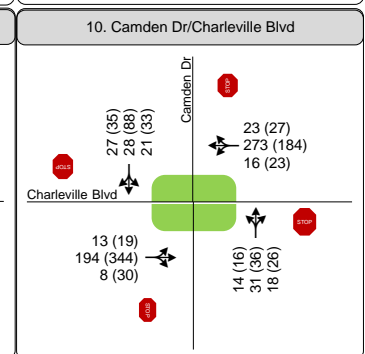 10. Camden Dr/Charleville Blvd
Camden Dr
STOP
27 (35)
28 (88)
21 (33)
23 (27)
273 (184)
16 (23)
STOP
Charleville Blvd
STOP
13 (19)
194 (344)
8 (30)
14 (16)
31 (36)
18 (26)
STOP